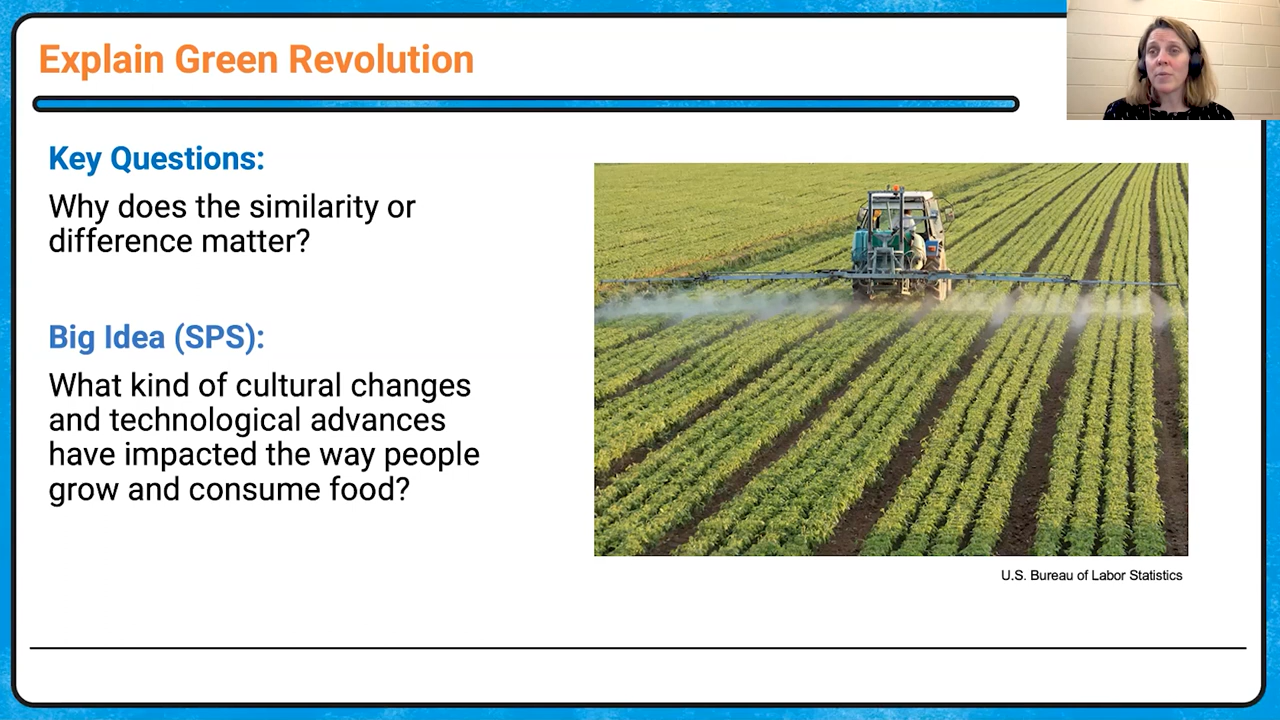 Explain Green Revolution
Key Questions:
Why does the similarity or
difference matter?
Big Idea (SPS):
What kind of cultural changes
and technological advances
have impacted the way people
grow and consume food?
U.S. Bureau of Labor Statistics